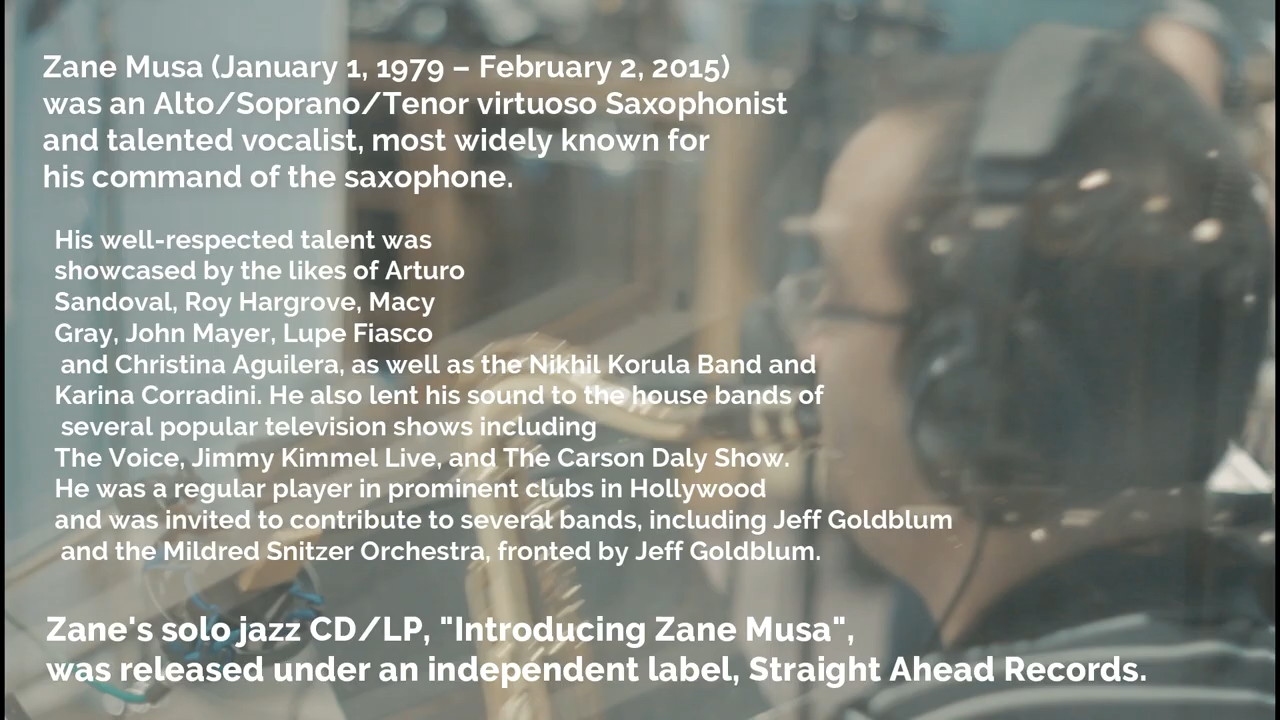 Zane Musa (January 1, 1979 – February 2, 2015)
was an Alto/Soprano/Tenor virtuoso Saxophonist
and talented vocalist, most widely known for
his command of the saxophone.
His well-respected talent was
showcased by the likes of Arturo
Sandoval, Roy Hargrove, Macy
Gray, John Mayer, Lupe Fiasco
and Christina Aguilera, as well as the Nikhil Korula Band and
Karina Corradini. He also lent his sound to the house bands of
several popular television shows including
The Voice, Jimmy Kimmel Live, and The Carson Daly Show.
He was a regular player in prominent clubs in Hollywood
and was invited to contribute to several bands, including Jeff Goldblum
and the Mildred Snitzer Orchestra, fronted by Jeff Goldblum.
Zane's solo jazz CD/LP, "Introducing Zane Musa",
was released under an independent label, Straight Ahead Records.